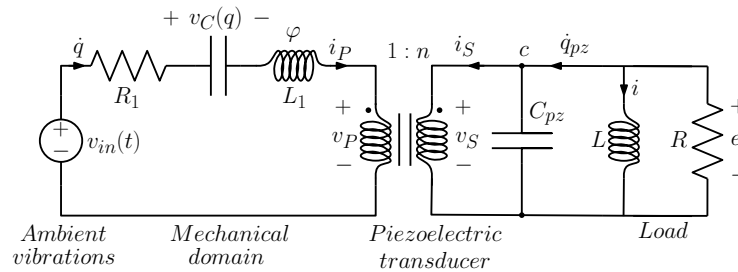 + v_C(q) −
q̇
R_1
φ
L_1
i_P
1 : n
i_S
c
q̇_pz
+
−
v_in(t)
+
v_P
−
+
v_S
−
C_pz
i
L
R
+
e
−
Ambient
vibrations
Mechanical
domain
Piezoelectric
transducer
Load